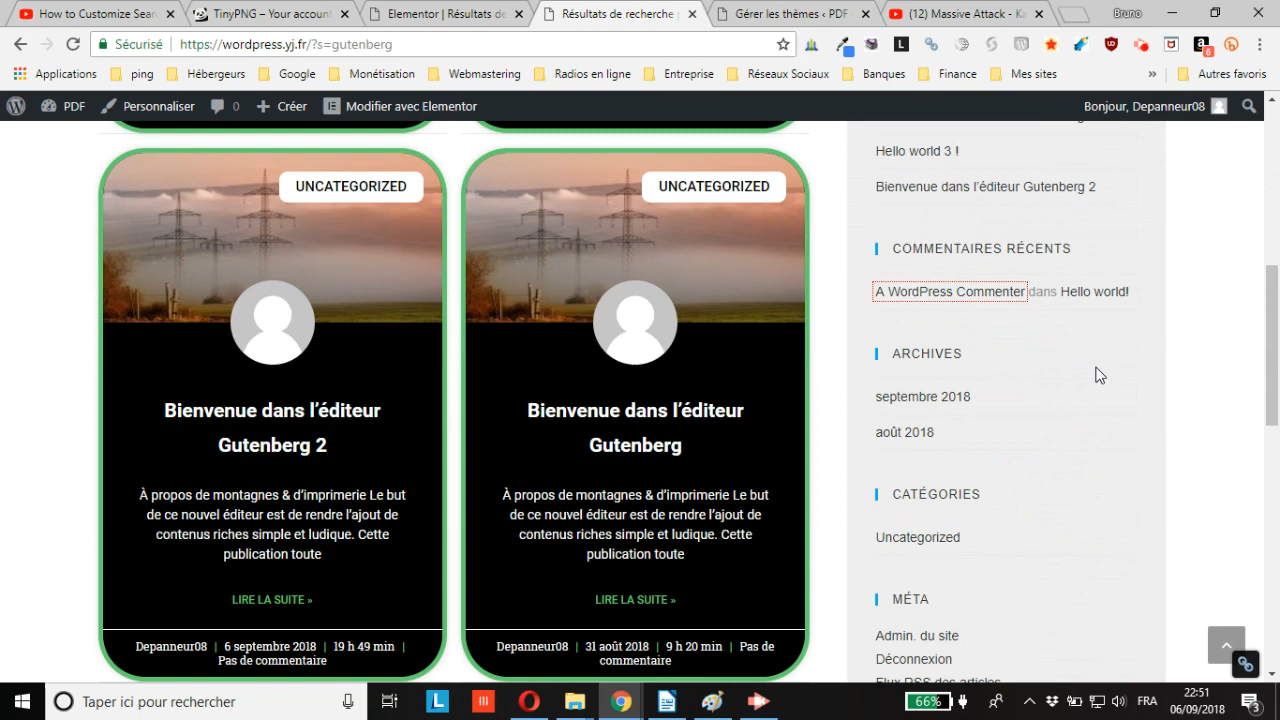 How to Customize Sear
TinyPNG – Your accoun
Elementor | Résultats de
Résultats de recherche
Gérer les thèmes ‹ PDF
(12) Massive Attack - Ka
Bruno
Sécurisé
https://wordpress.yj.fr/?s=gutenberg
6
Applications
ping
Hébergeurs
Google
Monétisation
Webmastering
Radios en ligne
Entreprise
Réseaux Sociaux
Banques
Finance
Mes sites
»
Autres favoris
PDF
Personnaliser
0
Créer
Modifier avec Elementor
Bonjour, Depanneur08
UNCATEGORIZED
Bienvenue dans l’éditeur
Gutenberg 2
À propos de montagnes & d’imprimerie Le but
de ce nouvel éditeur est de rendre l’ajout de
contenus riches simple et ludique. Cette
publication toute
LIRE LA SUITE »
Depanneur08 | 6 septembre 2018 | 19 h 49 min |
Pas de commentaire
UNCATEGORIZED
Bienvenue dans l’éditeur
Gutenberg
À propos de montagnes & d’imprimerie Le but
de ce nouvel éditeur est de rendre l’ajout de
contenus riches simple et ludique. Cette
publication toute
LIRE LA SUITE »
Depanneur08 | 31 août 2018 | 9 h 20 min | Pas de
commentaire
Hello world 3 !
Bienvenue dans l’éditeur Gutenberg 2
COMMENTAIRES RÉCENTS
A WordPress Commenter dans Hello world!
ARCHIVES
septembre 2018
août 2018
CATÉGORIES
Uncategorized
MÉTA
Admin. du site
Déconnexion
Flux RSS des articles
Taper ici pour rechercher
L
66%
FRA
22:51
06/09/2018
3